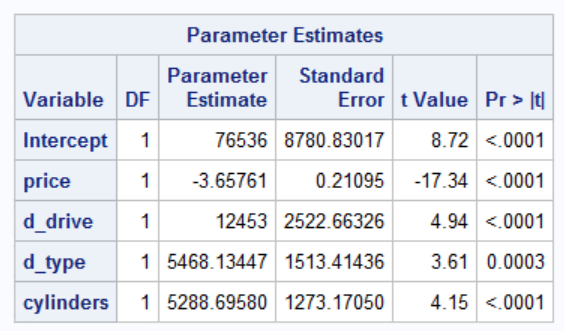 Parameter Estimates
Variable DF Parameter Estimate Standard Error t Value Pr > |t|
Intercept 1 76536 8780.83017 8.72 <.0001
price 1 -3.65761 0.21095 -17.34 <.0001
d_drive 1 12453 2522.66326 4.94 <.0001
d_type 1 5468.13447 1513.41436 3.61 0.0003
cylinders 1 5288.69580 1273.17050 4.15 <.0001